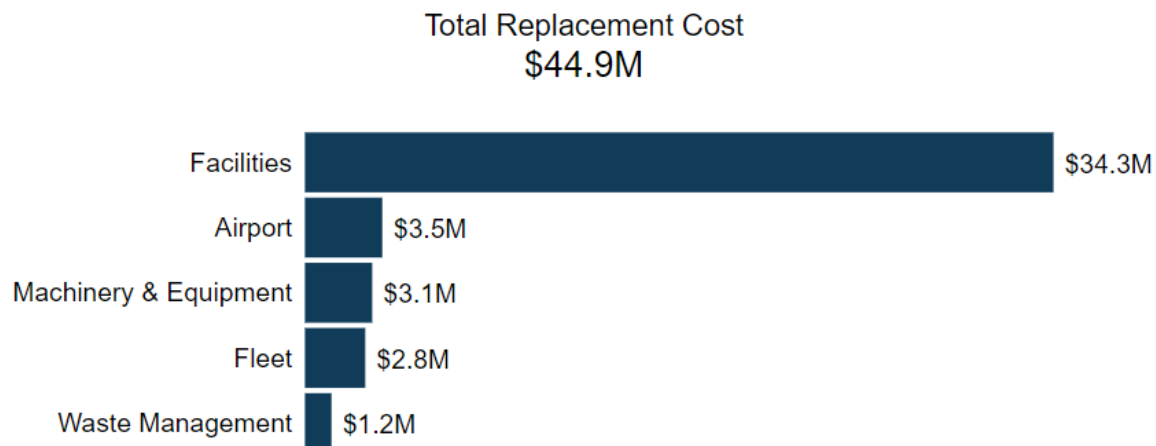 Total Replacement Cost
$44.9M
Facilities $34.3M
Airport $3.5M
Machinery & Equipment $3.1M
Fleet $2.8M
Waste Management $1.2M